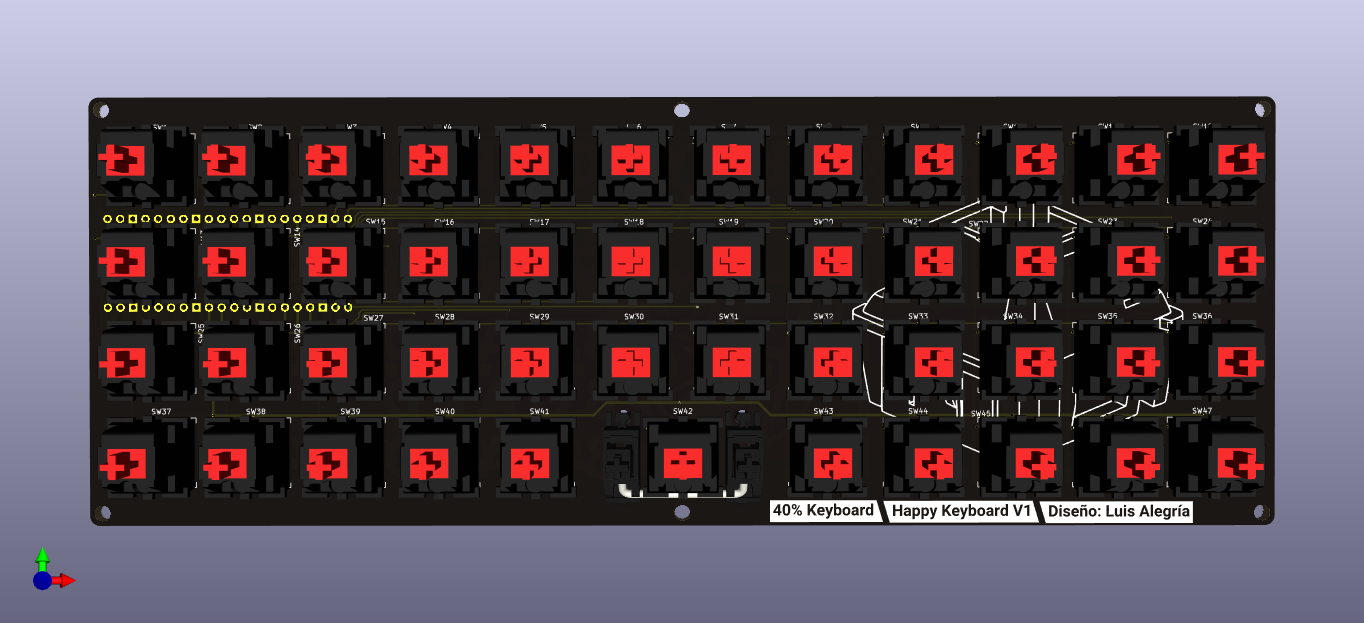 SW15 SW16 SW17 SW18 SW19 SW20 SW21 SW23
SW14
SW27 SW28 SW29 SW30 SW31 SW32 SW33 SW34 SW35 SW36
SW25 SW26
SW37 SW38 SW39 SW40 SW41 SW42 SW43 SW44 SW47
40% Keyboard Happy Keyboard V1 Diseño: Luis Alegría